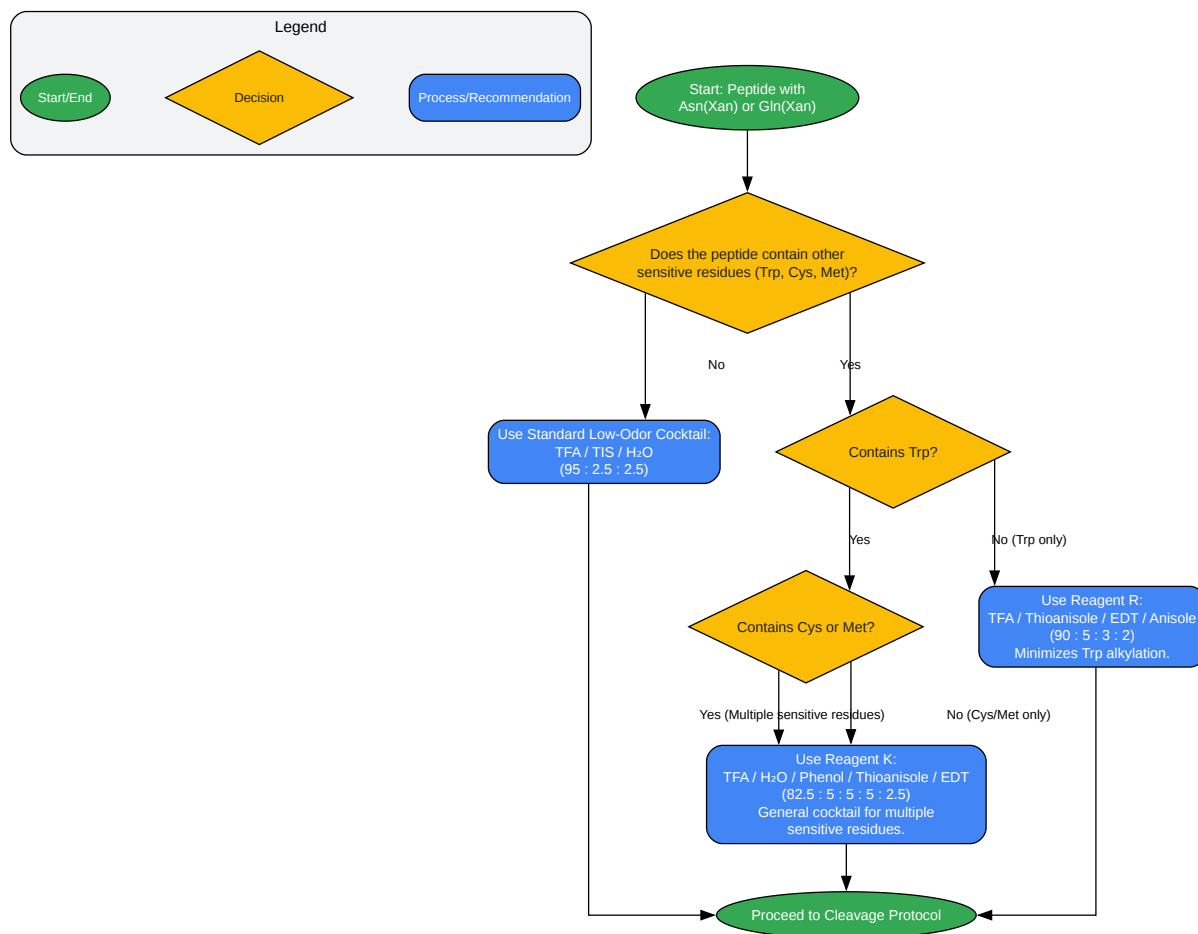 Legend
Start/End
Decision
Process/Recommendation
Start: Peptide with
Asn(Xan) or Gln(Xan)
Does the peptide contain other
sensitive residues (Trp, Cys, Met)?
No
Yes
Use Standard Low-Odor Cocktail:
TFA / TIS / H₂O
(95 : 2.5 : 2.5)
Contains Trp?
Yes
No (Trp only)
Contains Cys or Met?
Use Reagent R:
TFA / Thioanisole / EDT / Anisole
(90 : 5 : 3 : 2)
Minimizes Trp alkylation.
Yes (Multiple sensitive residues)
No (Cys/Met only)
Use Reagent K:
TFA / H₂O / Phenol / Thioanisole / EDT
(82.5 : 5 : 5 : 5 : 2.5)
General cocktail for multiple
sensitive residues.
Proceed to Cleavage Protocol